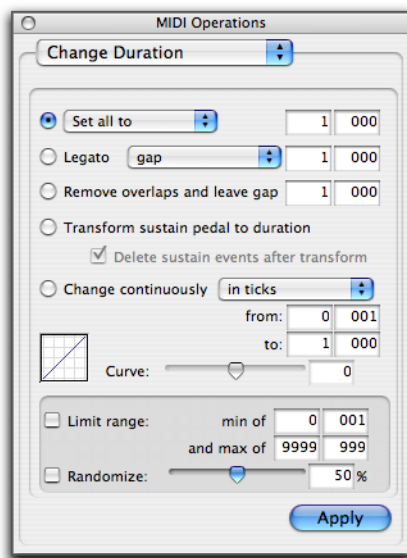 MIDI Operations
Change Duration
Set all to 1 000
Legato gap 1 000
Remove overlaps and leave gap 1 000
Transform sustain pedal to duration
Delete sustain events after transform
Change continuously in ticks
from: 0 001
to: 1 000
Curve: 0
Limit range: min of 0 001
and max of 9999 999
Randomize: 50 %
Apply